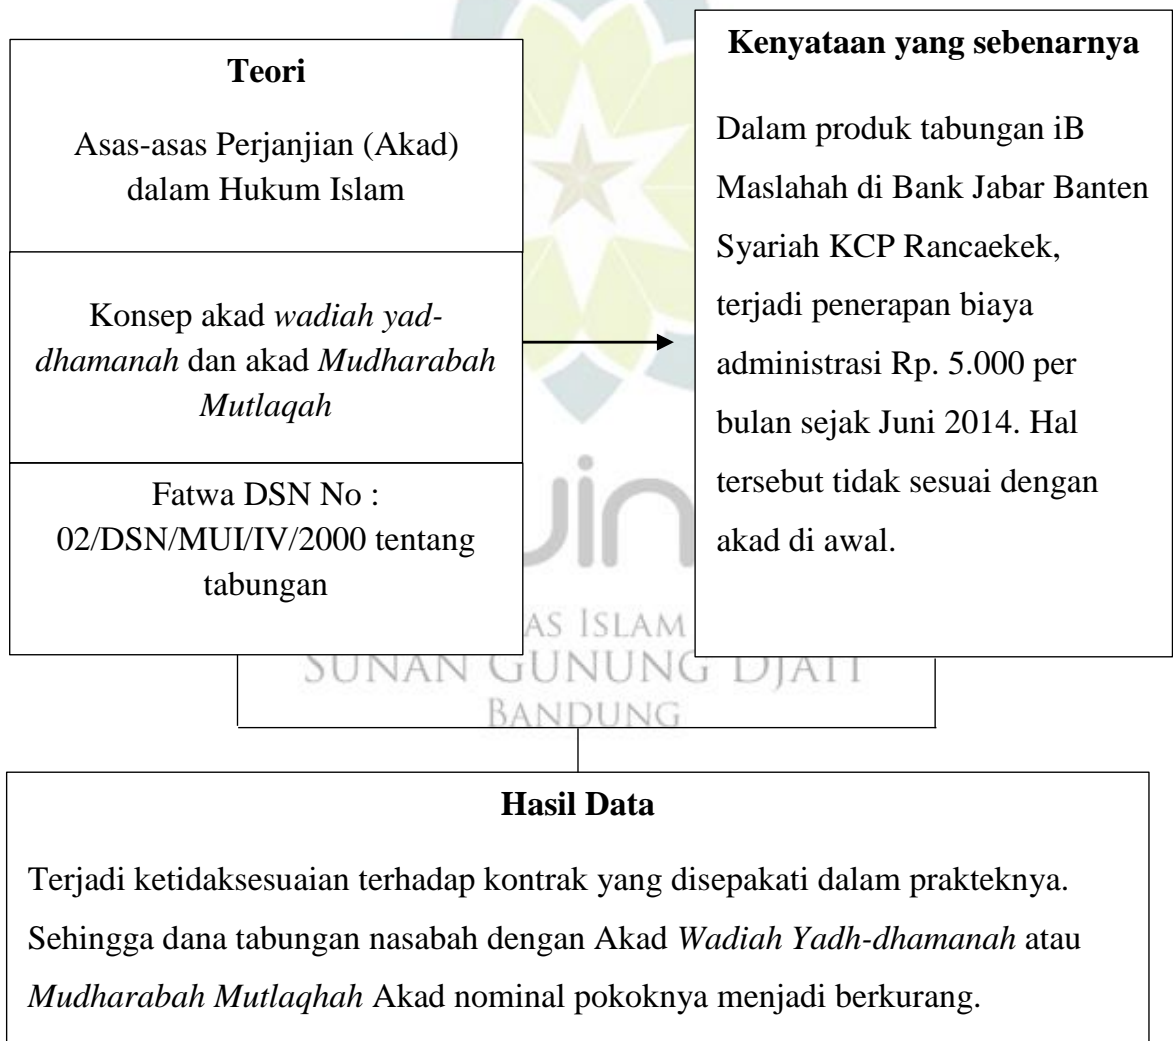 Teori
Asas-asas Perjanjian (Akad)
dalam Hukum Islam
Konsep akad wadiah yad-
dhamanah dan akad Mudharabah
Mutlaqah
Fatwa DSN No :
02/DSN/MUI/IV/2000 tentang
tabungan
Kenyataan yang sebenarnya
Dalam produk tabungan iB
Maslahah di Bank Jabar Banten
Syariah KCP Rancaekek,
terjadi penerapan biaya
administrasi Rp. 5.000 per
bulan sejak Juni 2014. Hal
tersebut tidak sesuai dengan
akad di awal.
uin
AS ISLAM
SUNAN GUNUNG DJATI
BANDUNG
Hasil Data
Terjadi ketidaksesuaian terhadap kontrak yang disepakati dalam prakteknya.
Sehingga dana tabungan nasabah dengan Akad Wadiah Yadh-dhamanah atau
Mudharabah Mutlaqhah Akad nominal pokoknya menjadi berkurang.